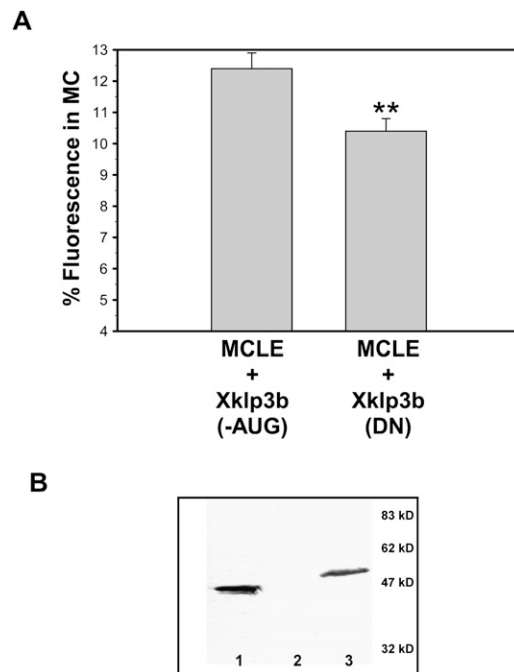 A
% Fluorescence in MC
13
12
11
10
9
8
7
6
5
4
**
MCLE
+
Xklp3b
(-AUG)
MCLE
+
Xklp3b
(DN)
B
83 kD
62 kD
47 kD
32 kD
1 2 3